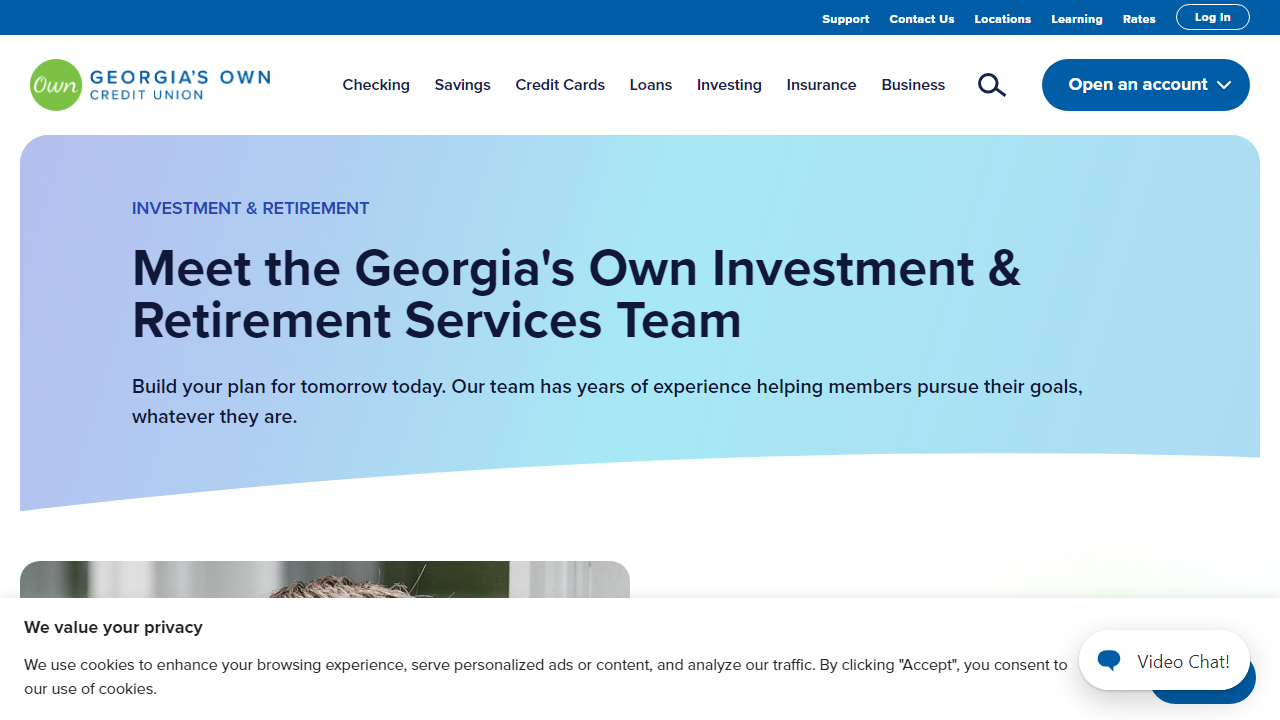 Support Contact Us Locations Learning Rates Log In
Own GEORGIA'S OWN
CREDIT UNION
Checking Savings Credit Cards Loans Investing Insurance Business Open an account
INVESTMENT & RETIREMENT
Meet the Georgia's Own Investment &
Retirement Services Team
Build your plan for tomorrow today. Our team has years of experience helping members pursue their goals,
whatever they are.
We value your privacy
We use cookies to enhance your browsing experience, serve personalized ads or content, and analyze our traffic. By clicking "Accept", you consent to
our use of cookies.
Video Chat!